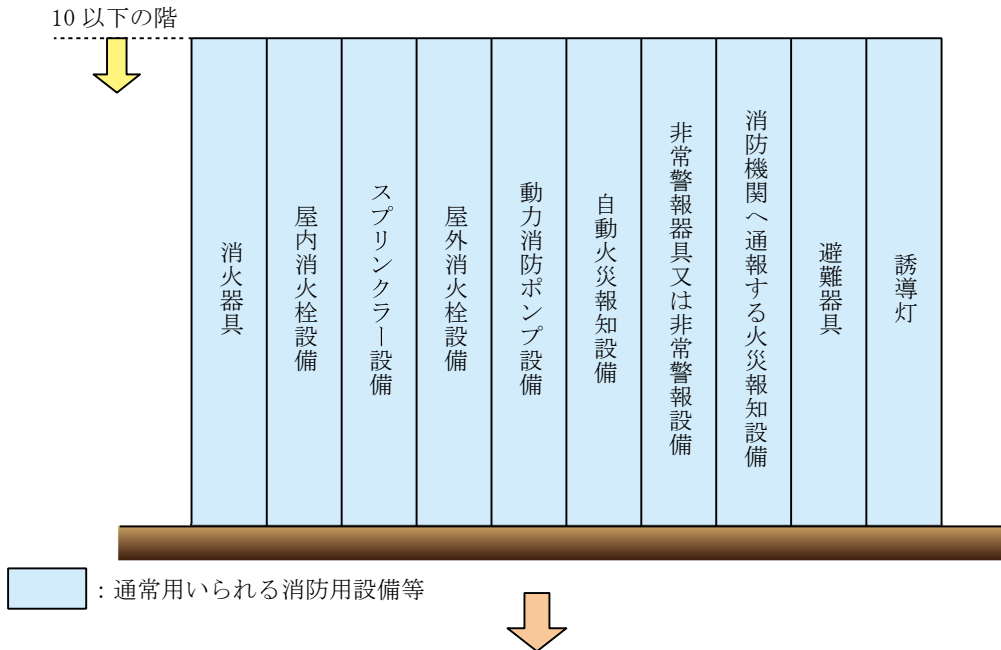 10 以下の階
消火器具
屋内消火栓設備
スプリンクラー設備
屋外消火栓設備
動力消防ポンプ設備
自動火災報知設備
非常警報器具又は非常警報設備
消防機関へ通報する火災報知設備
避難器具
誘導灯
：通常用いられる消防用設備等